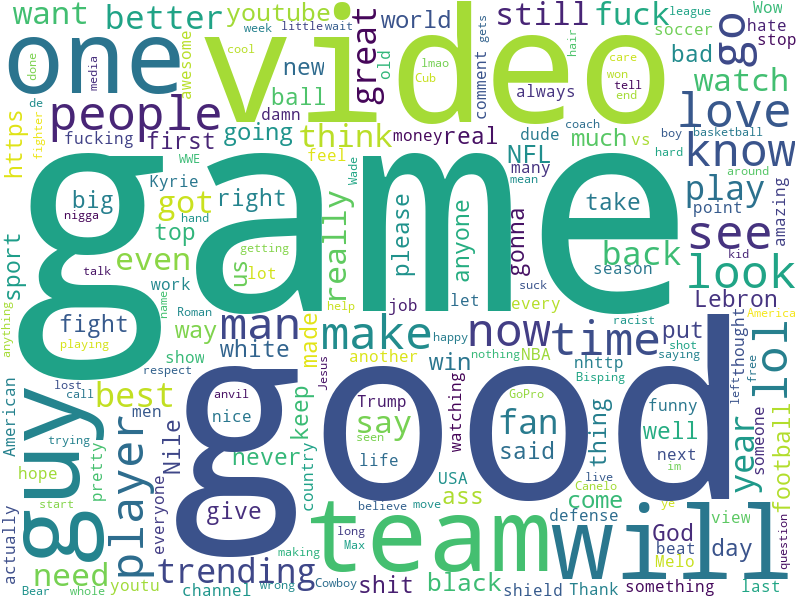 want better youtube world still fuck go Wow hate stop
one video great new bad watch
people ball damn always comment gets league soccer
https fucking first going think money real dude much vs NFL many love know
game
big nigga Kyrie got right top even way work hand WWE feel
really us lot please anyone gonna take season back play see look
sport fight playing man white made make job let every now time put Lebron
guy good best player men Nile nice anvil never give keep country
Trump say seen life fan said thing funny well next im
win NBA another nothing nhttp Bisping racist shot saying thought left free
lol year someone football
team will
need trending youtu channel shit black ass USA come defense shield something
God beat Melo view day last question
American hope pretty trying lost call respect show Roman name
actually Bear start whole everyone making wrong Cowboy Max long believe move
Thank live Canelo ye GoPro watching happy help Jesus
awesome cool week little wait old lmao Cub coach hair care won tell end boy basketball hard around
media done de fighter mean Wade getting talk suck kid point amazing America anything